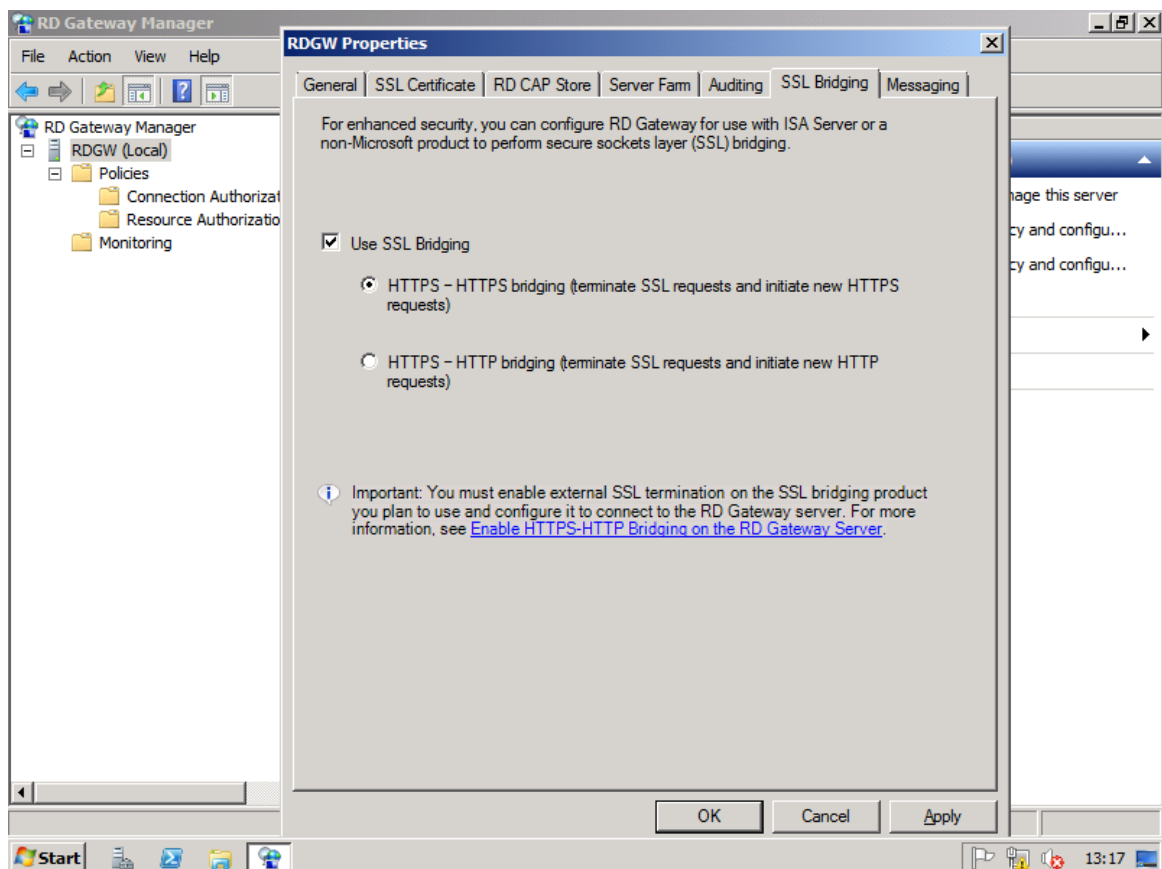 RD Gateway Manager
File Action View Help
RD Gateway Manager
RDGW (Local)
Policies
Connection Authorizat
Resource Authorizatio
Monitoring
RDGW Properties
General SSL Certificate RD CAP Store Server Farm Auditing SSL Bridging Messaging
For enhanced security, you can configure RD Gateway for use with ISA Server or a
non-Microsoft product to perform secure sockets layer (SSL) bridging.
Use SSL Bridging
HTTPS – HTTPS bridging (terminate SSL requests and initiate new HTTPS
requests)
HTTPS – HTTP bridging (terminate SSL requests and initiate new HTTP
requests)
Important: You must enable external SSL termination on the SSL bridging product
you plan to use and configure it to connect to the RD Gateway server. For more
information, see Enable HTTPS-HTTP Bridging on the RD Gateway Server.
OK Cancel Apply
nage this server
cy and configu...
cy and configu...
Start 13:17